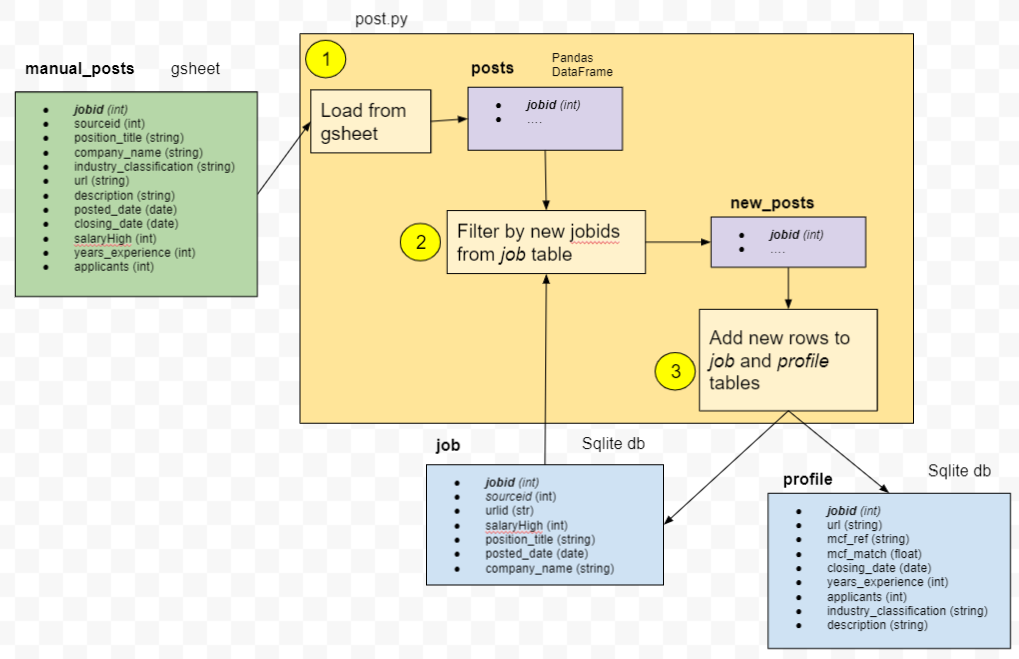 post.py
manual_posts gsheet
jobid (int)
sourceid (int)
position_title (string)
company_name (string)
industry_classification (string)
url (string)
description (string)
posted_date (date)
closing_date (date)
salaryHigh (int)
years_experience (int)
applicants (int)
1
Load from
gsheet
posts
Pandas
DataFrame
jobid (int)
....
2
Filter by new jobids
from job table
new_posts
jobid (int)
....
3
Add new rows to
job and profile
tables
job
Sqlite db
jobid (int)
sourceid (int)
urlid (str)
salaryHigh (int)
position_title (string)
posted_date (date)
company_name (string)
profile
Sqlite db
jobid (int)
url (string)
mcf_ref (string)
mcf_match (float)
closing_date (date)
years_experience (int)
applicants (int)
industry_classification (string)
description (string)